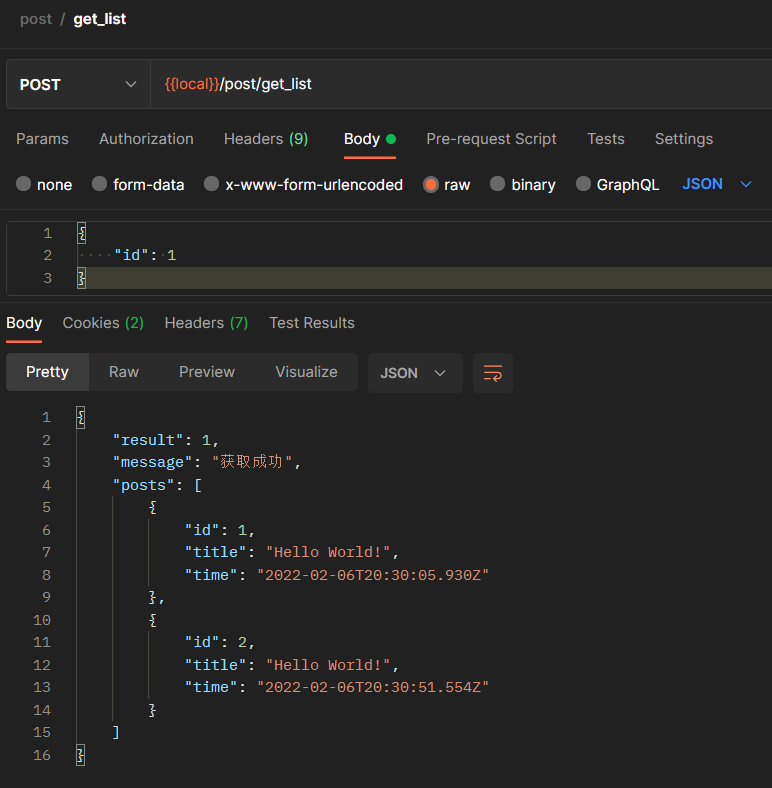 post / get_list
POST {{local}}/post/get_list
Params Authorization Headers (9) Body Pre-request Script Tests Settings
none form-data x-www-form-urlencoded raw binary GraphQL JSON
1 {
2 ····"id":·1
3 }
Body Cookies (2) Headers (7) Test Results
Pretty Raw Preview Visualize JSON
1 {
2 "result": 1,
3 "message": "获取成功",
4 "posts": [
5 {
6 "id": 1,
7 "title": "Hello World!",
8 "time": "2022-02-06T20:30:05.930Z"
9 },
10 {
11 "id": 2,
12 "title": "Hello World!",
13 "time": "2022-02-06T20:30:51.554Z"
14 }
15 ]
16 }